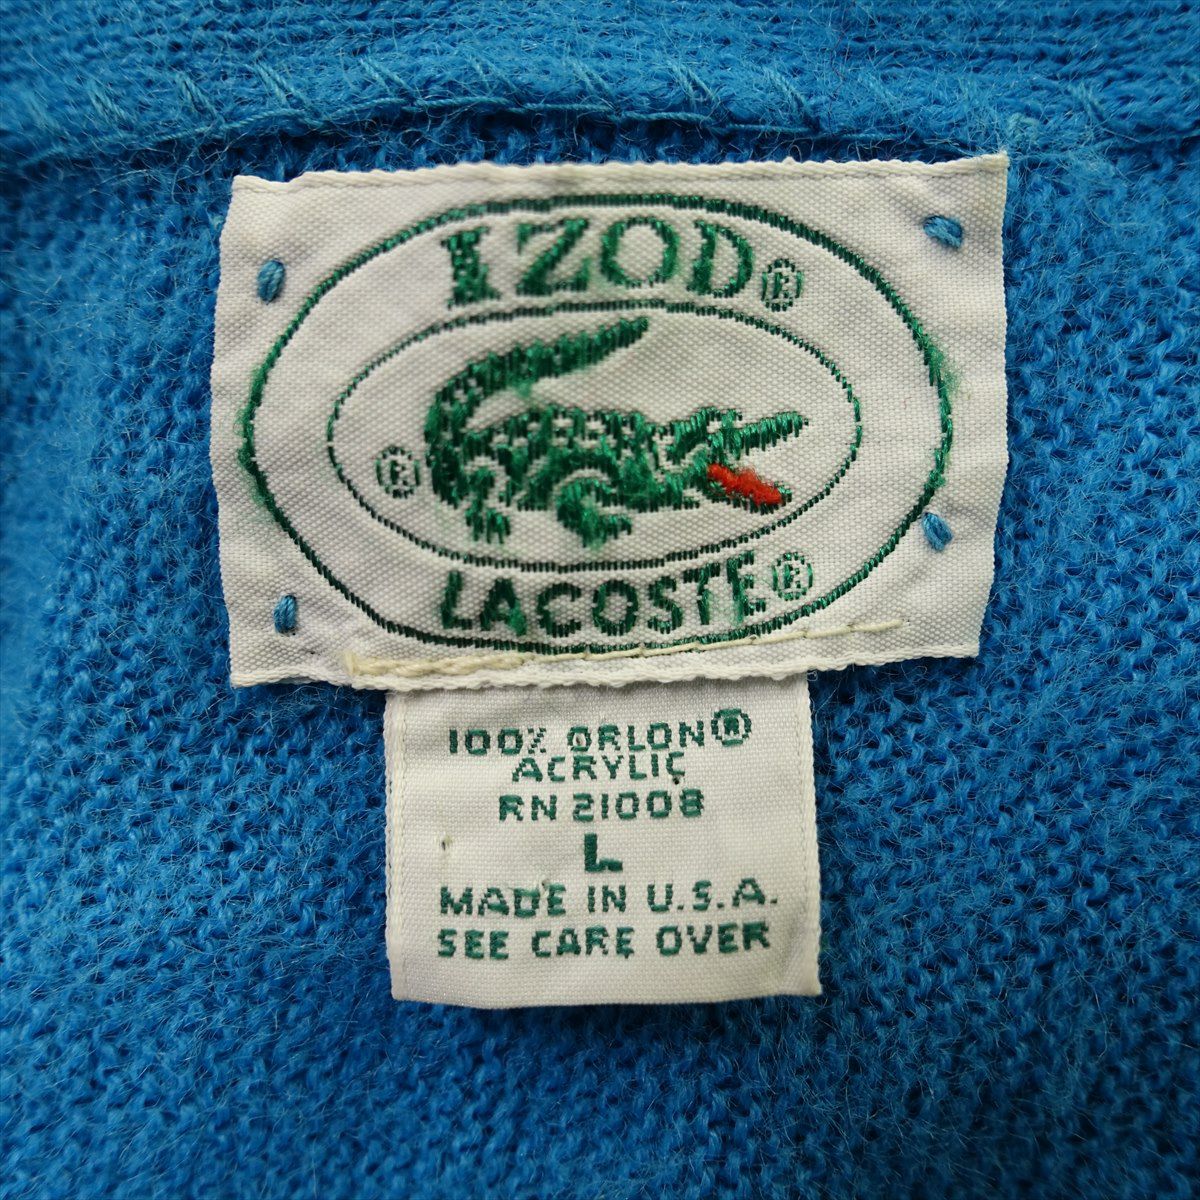 IZOD®
®
LACOSTE®
100% ORLON®
ACRYLIC
RN 21008
L
MADE IN U.S.A.
SEE CARE OVER